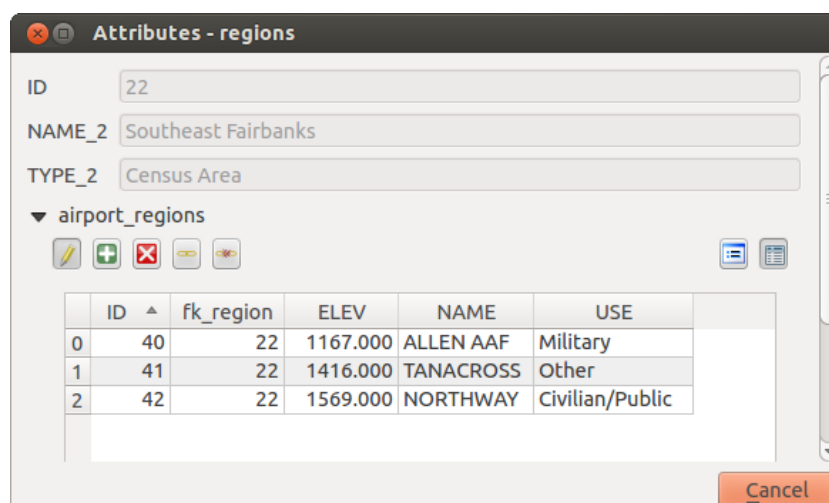 Attributes - regions
ID 22
NAME_2 Southeast Fairbanks
TYPE_2 Census Area
airport_regions
ID fk_region ELEV NAME USE
0 40 22 1167.000 ALLEN AAF Military
1 41 22 1416.000 TANACROSS Other
2 42 22 1569.000 NORTHWAY Civilian/Public
Cancel